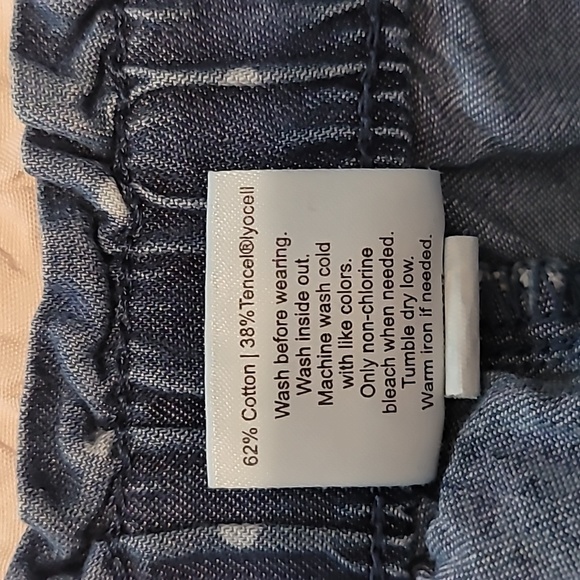 62% Cotton | 38%Tencel®lyocell
Wash before wearing.
Wash inside out.
Machine wash cold
with like colors.
Only non-chlorine
bleach when needed.
Tumble dry low.
Warm iron if needed.